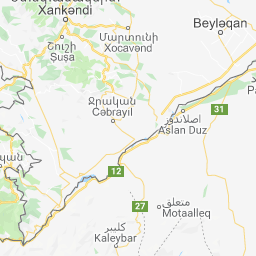 Xankəndi
Beyləqan
Շուշի
Şuşa
Մարտունի
Xocavənd
Ջրական
Cəbrayıl
31
اصلاندوز
Aslan Duz
12
27
متعلق
Motaalleq
کلیبر
Kaleybar